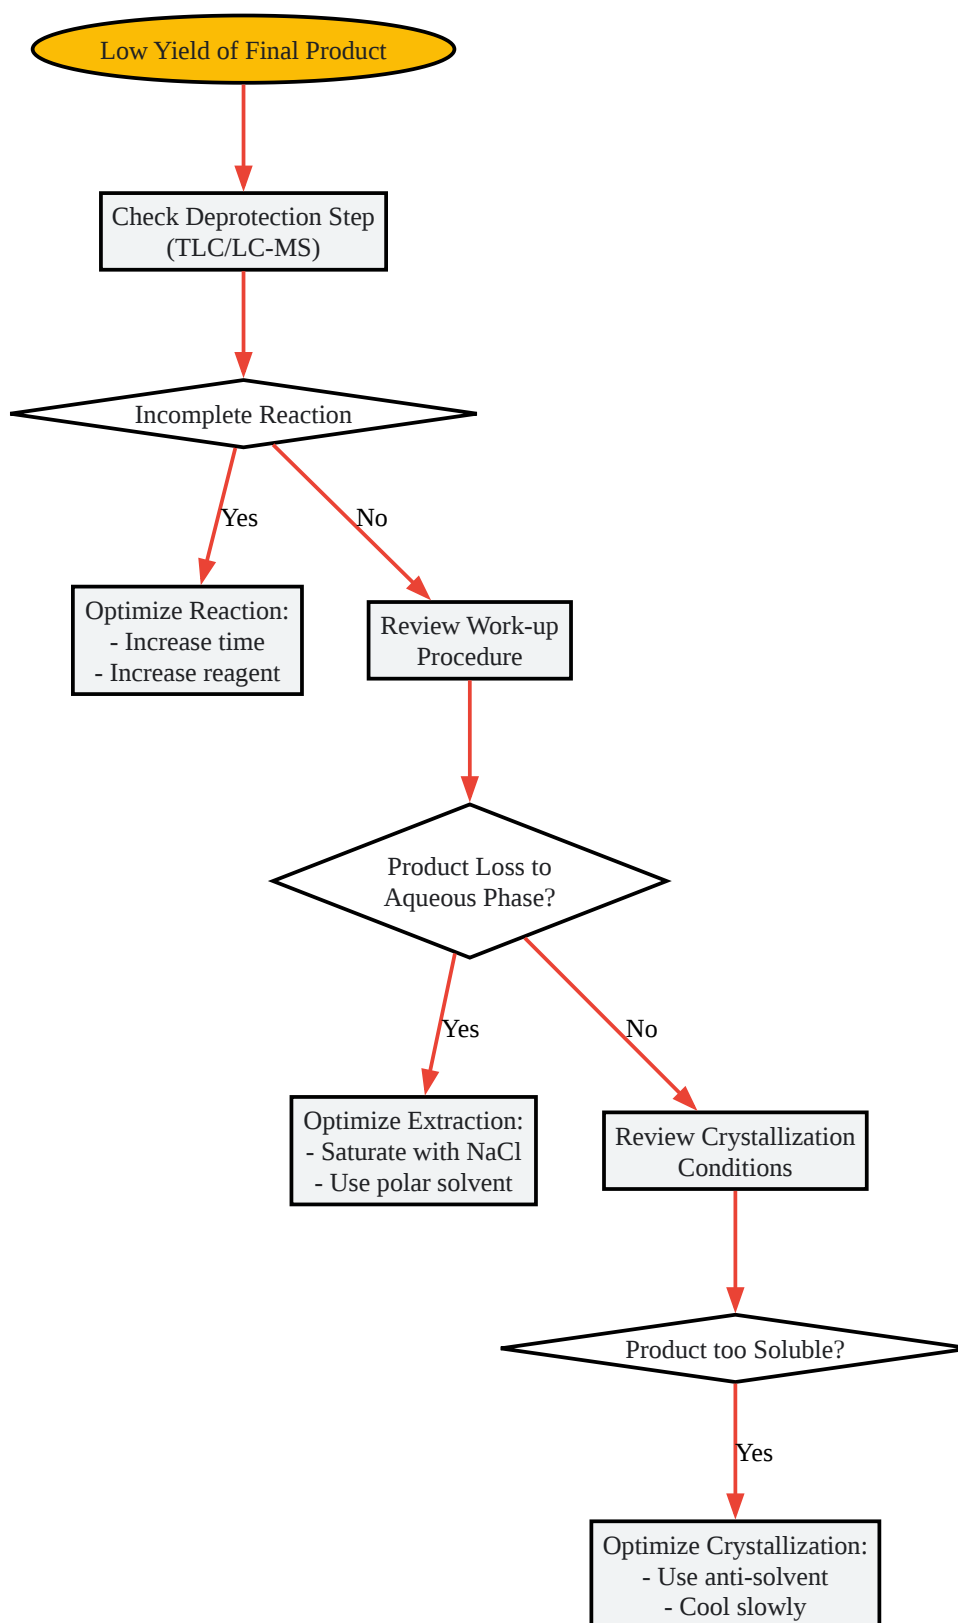 Low Yield of Final Product
Check Deprotection Step
(TLC/LC-MS)
Incomplete Reaction
Yes
No
Optimize Reaction:
- Increase time
- Increase reagent
Review Work-up
Procedure
Product Loss to
Aqueous Phase?
Yes
No
Optimize Extraction:
- Saturate with NaCl
- Use polar solvent
Review Crystallization
Conditions
Product too Soluble?
Yes
Optimize Crystallization:
- Use anti-solvent
- Cool slowly